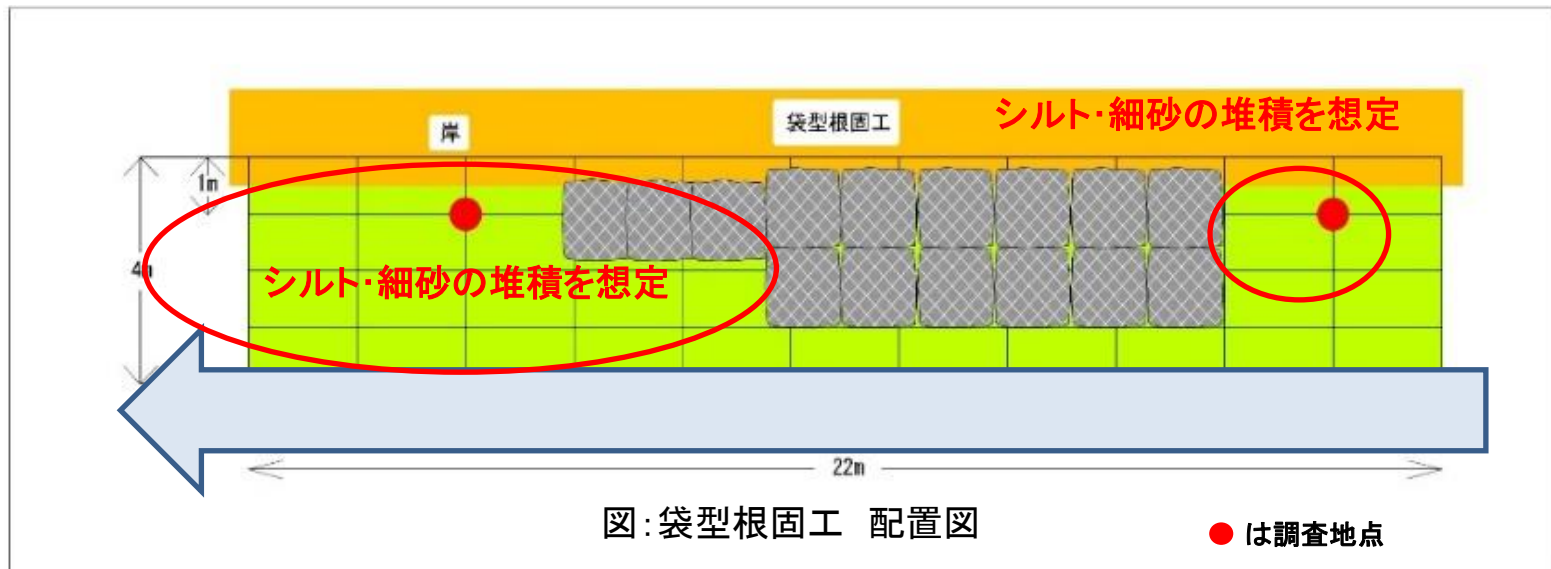 シルト・細砂の堆積を想定
袋型根固工
岸
1m
4m
シルト・細砂の堆積を想定
22m
図:袋型根固工 配置図
● は調査地点